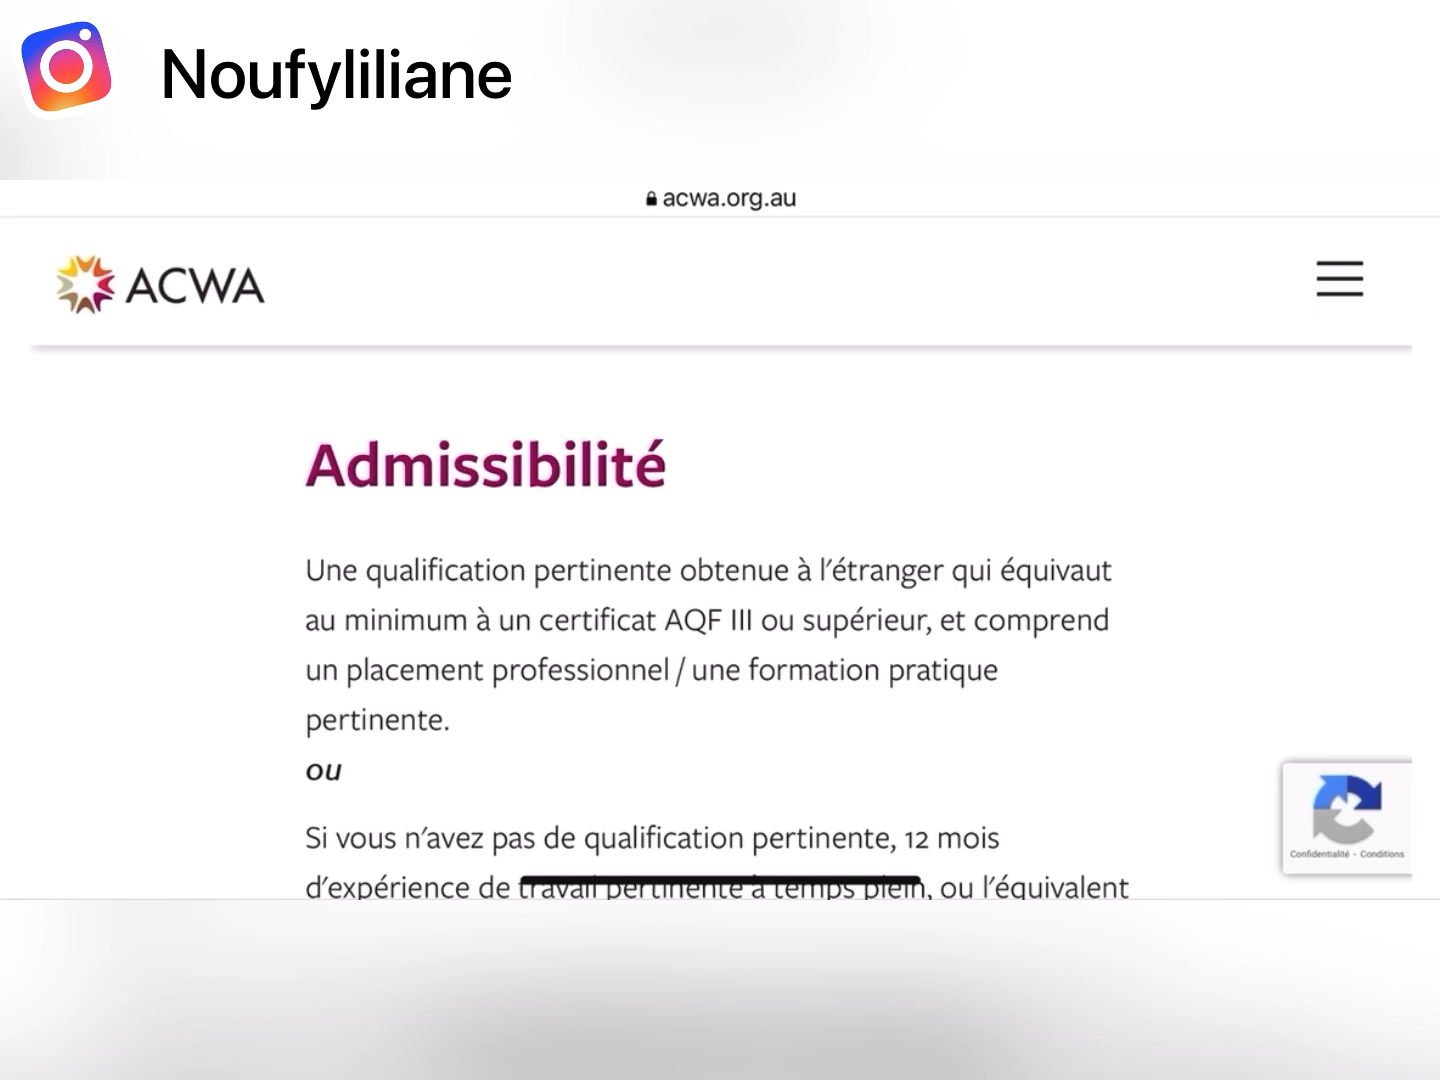 Noufyliliane
acwa.org.au
ACWA
Admissibilité
Une qualification pertinente obtenue à l'étranger qui équivaut
au minimum à un certificat AQF III ou supérieur, et comprend
un placement professionnel / une formation pratique
pertinente.
ou
Si vous n'avez pas de qualification pertinente, 12 mois
d'expérience de travail pertinente à temps plein, ou l'équivalent
Confidentialité - Conditions